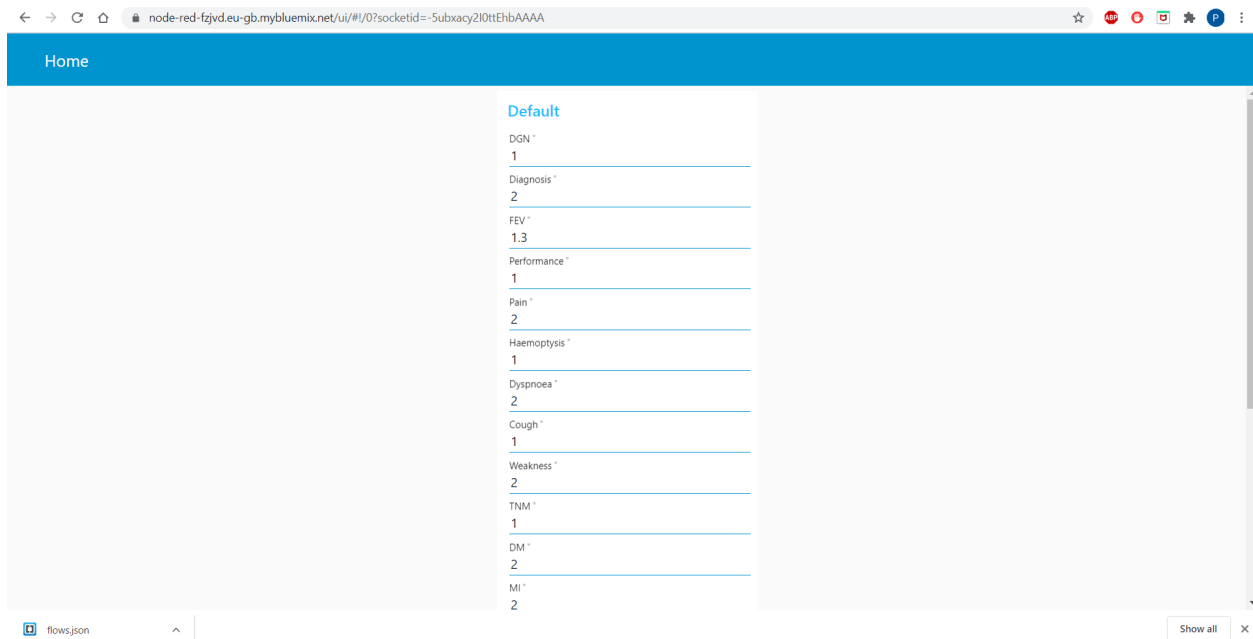 node-red-fzjvd.eu-gb.mybluemix.net/ui/#!/0?socketid=-5ubxacy2I0ttEhbAAAA
ABP
P
Home
Default
DGN *
1
Diagnosis *
2
FEV *
1.3
Performance *
1
Pain *
2
Haemoptysis *
1
Dyspnoea *
2
Cough *
1
Weakness *
2
TNM *
1
DM *
2
MI *
2
flows.json
Show all